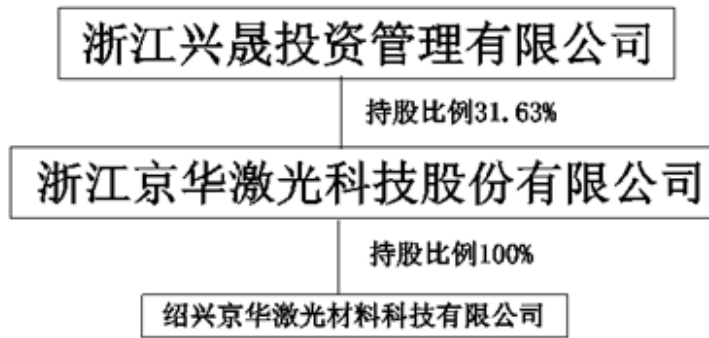 浙江兴晟投资管理有限公司
持股比例31.63%
浙江京华激光科技股份有限公司
持股比例100%
绍兴京华激光材料科技有限公司